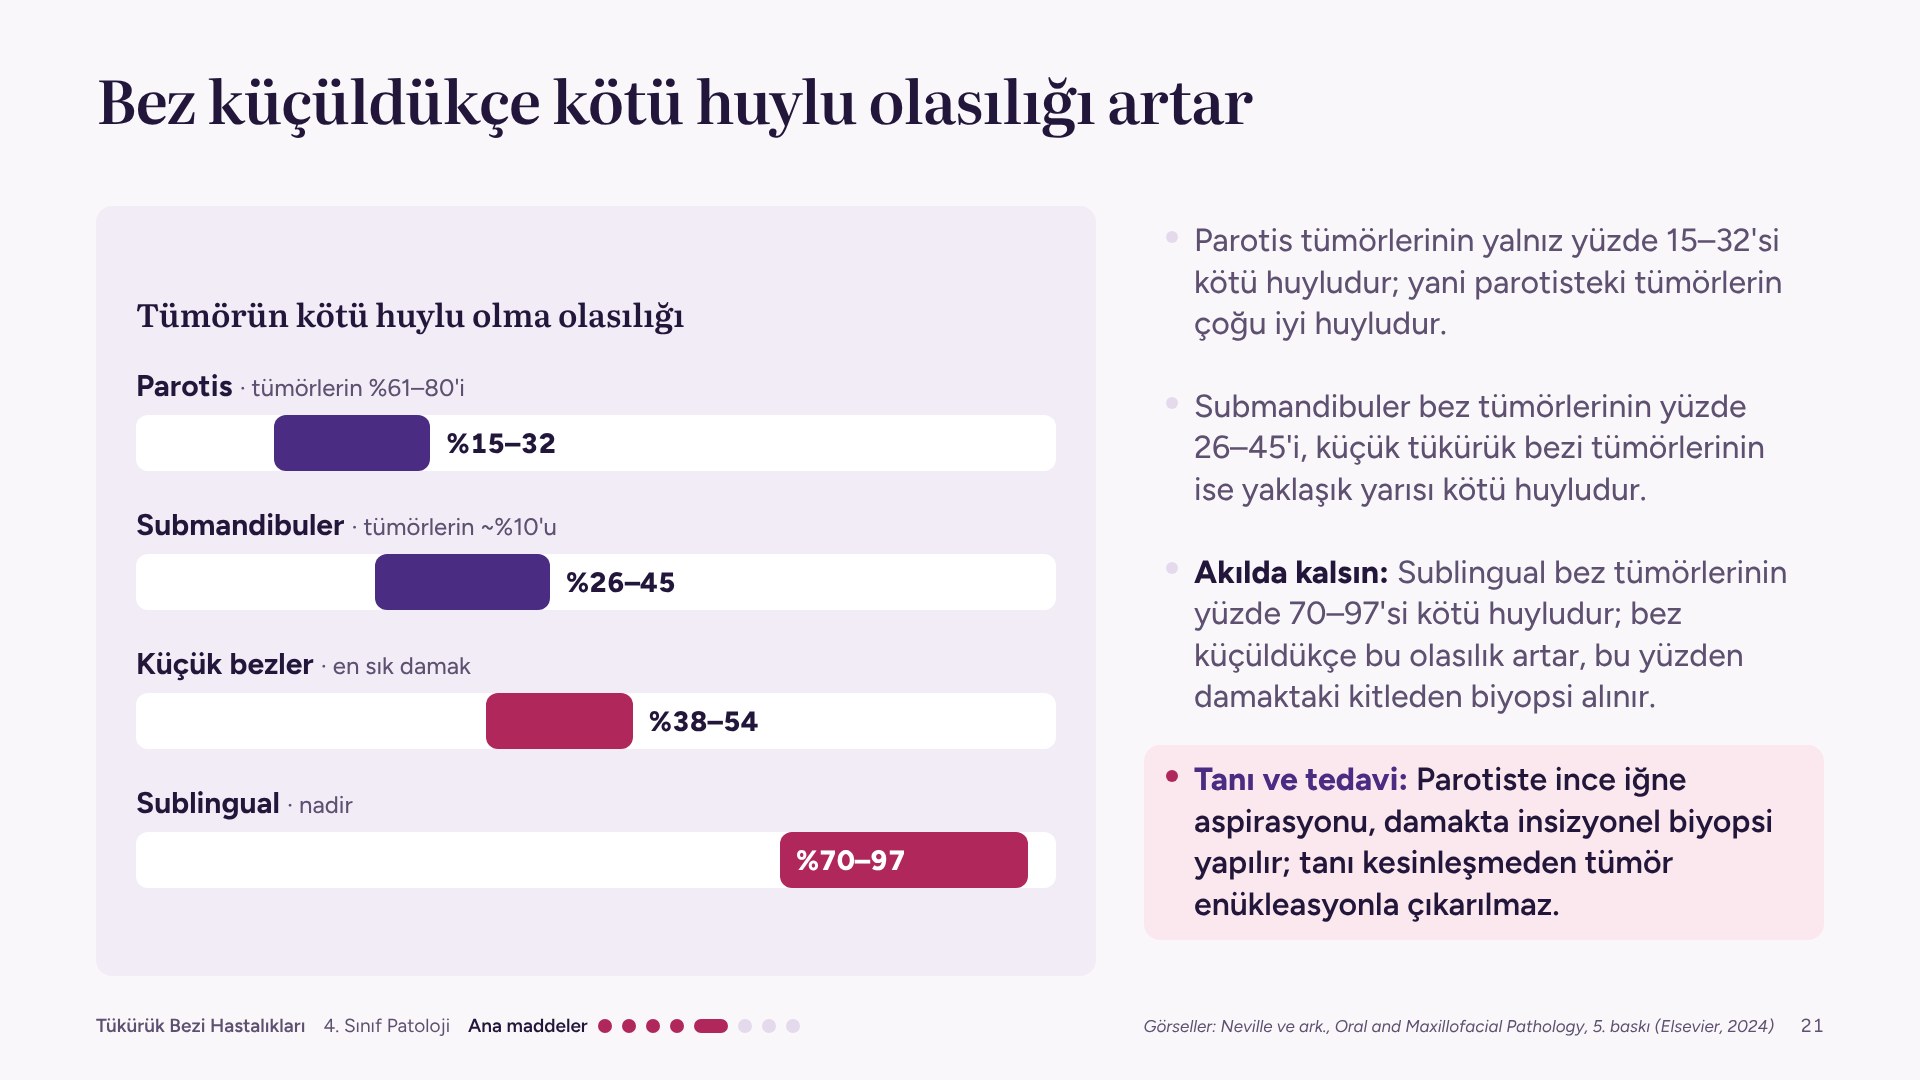 Bez küçüldükçe kötü huylu olasılığı artar
Tümörün kötü huylu olma olasılığı
Parotis · tümörlerin %61–80'i
%15–32
Submandibuler · tümörlerin ~%10'u
%26–45
Küçük bezler · en sık damak
%38–54
Sublingual · nadir
%70–97
Parotis tümörlerinin yalnız yüzde 15–32'si
kötü huyludur; yani parotisteki tümörlerin
çoğu iyi huyludur.
Submandibuler bez tümörlerinin yüzde
26–45'i, küçük tükürük bezi tümörlerinin
ise yaklaşık yarısı kötü huyludur.
Akılda kalsın: Sublingual bez tümörlerinin
yüzde 70–97'si kötü huyludur; bez
küçüldükçe bu olasılık artar, bu yüzden
damaktaki kitleden biyopsi alınır.
Tanı ve tedavi: Parotiste ince iğne
aspirasyonu, damakta insizyonel biyopsi
yapılır; tanı kesinleşmeden tümör
enükleasyonla çıkarılmaz.
Tükürük Bezi Hastalıkları 4. Sınıf Patoloji Ana maddeler
Görseller: Neville ve ark., Oral and Maxillofacial Pathology, 5. baskı (Elsevier, 2024) 21